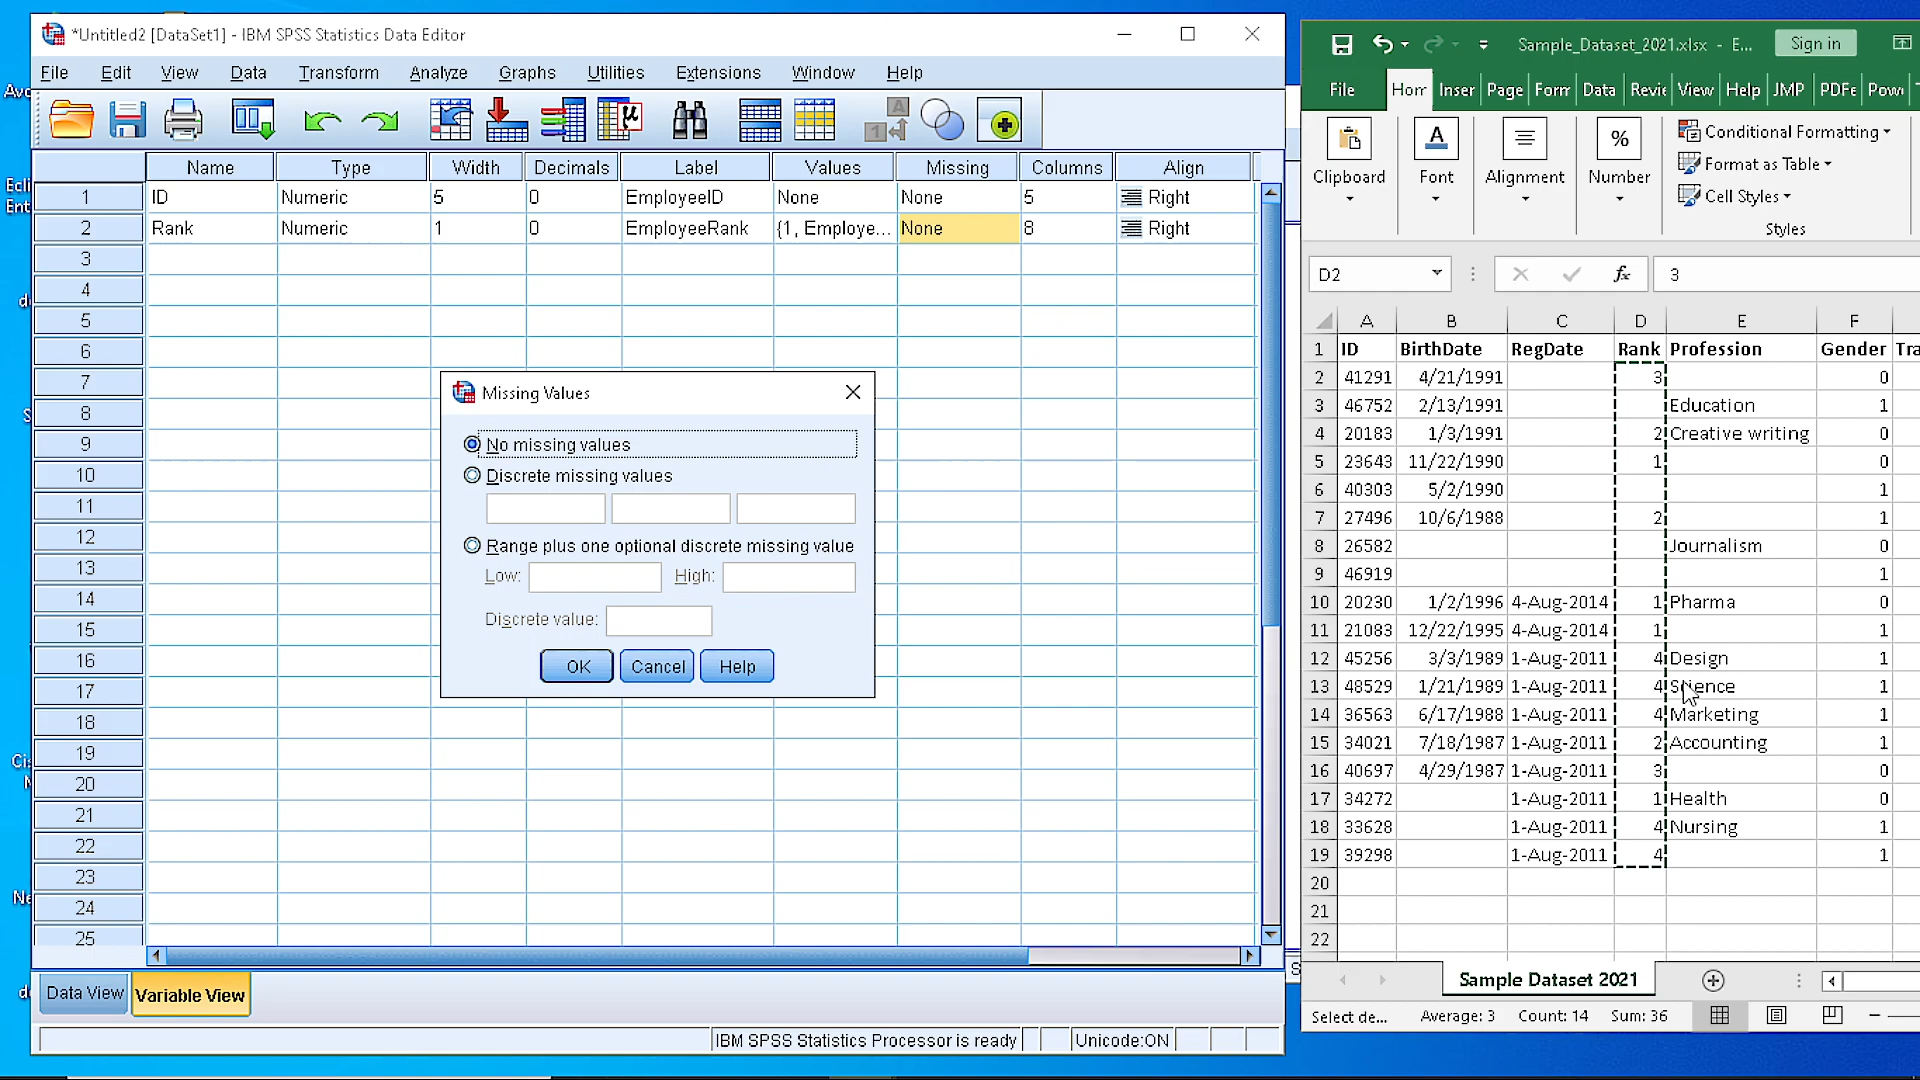 *Untitled2 [DataSet1] - IBM SPSS Statistics Data Editor
File Edit View Data Transform Analyze Graphs Utilities Extensions Window Help
Name Type Width Decimals Label Values Missing Columns Align
1 ID Numeric 5 0 EmployeeID None None 5 Right
2 Rank Numeric 1 0 EmployeeRank {1, Employe... None 8 Right
3
4
5
6
7
8
9
10
11
12
13
14
15
16
17
18
19
20
21
22
23
24
25
Missing Values
No missing values
Discrete missing values
Range plus one optional discrete missing value
Low: High:
Discrete value:
OK Cancel Help
Data View Variable View
IBM SPSS Statistics Processor is ready Unicode:ON
Sample_Dataset_2021.xlsx - E... Sign in
File Hom Inser Page Form Data Revie View Help JMP PDFe Powe
Clipboard Font Alignment Number
Conditional Formatting
Format as Table
Cell Styles
Styles
D2 fx 3
A B C D E F
1 ID BirthDate RegDate Rank Profession Gender Tra
2 41291 4/21/1991 3 0
3 46752 2/13/1991 Education 1
4 20183 1/3/1991 2 Creative writing 0
5 23643 11/22/1990 1 0
6 40303 5/2/1990 1
7 27496 10/6/1988 2 1
8 26582 Journalism 0
9 46919 1
10 20230 1/2/1996 4-Aug-2014 1 Pharma 0
11 21083 12/22/1995 4-Aug-2014 1 1
12 45256 3/3/1989 1-Aug-2011 4 Design 1
13 48529 1/21/1989 1-Aug-2011 4 Science 1
14 36563 6/17/1988 1-Aug-2011 4 Marketing 1
15 34021 7/18/1987 1-Aug-2011 2 Accounting 1
16 40697 4/29/1987 1-Aug-2011 3 0
17 34272 1-Aug-2011 1 Health 0
18 33628 1-Aug-2011 4 Nursing 1
19 39298 1-Aug-2011 4 1
20
21
22
Sample Dataset 2021
Select de... Average: 3 Count: 14 Sum: 36